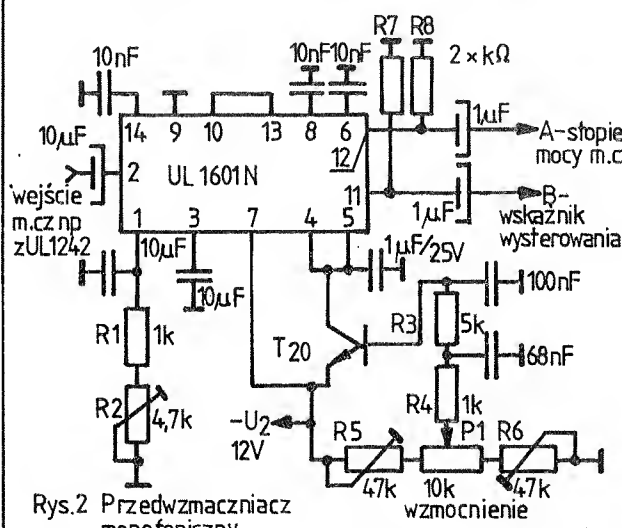 R7 R8
10nF
10nF 10nF
2×kΩ
14 9 10 13 8 6
1μF
A-stopie
mocy m.c
10μF
2
UL 1601N
12
11
wejście
m.cz np
zUL1242
1 3 7 4 5
1μF
B-
wskaźnik
wysterowania
10μF
10μF
1μF/25V
100nF
R1
1k
T20
R3
5k
68nF
R2
4,7k
-U2
12V
R4
1k
R5
P1
R6
47k
10k
47k
wzmocnienie
Rys.2 Przedwzmacniacz
monofoniczny